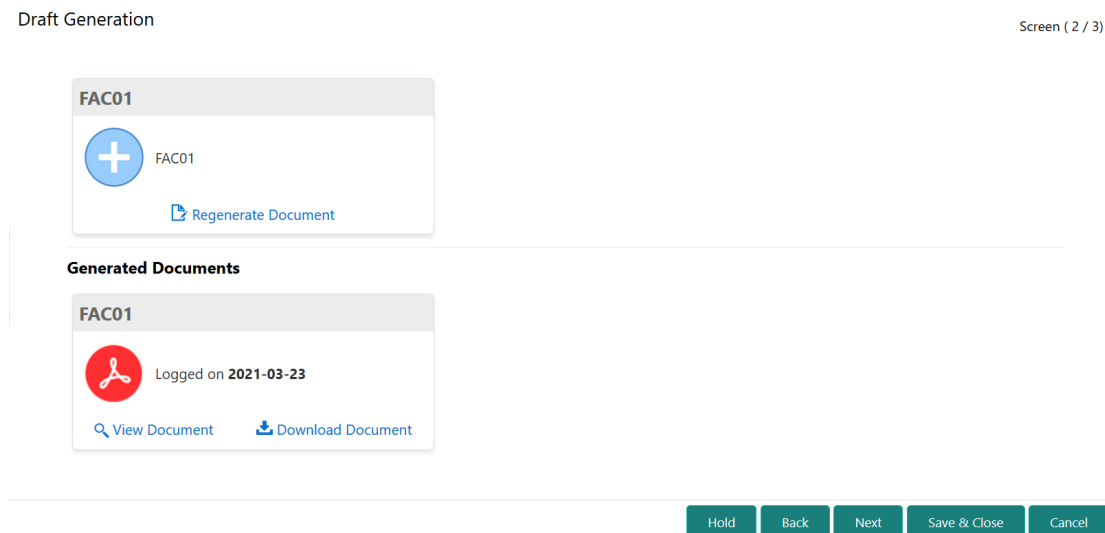 Draft Generation
Screen ( 2 / 3)
FAC01
FAC01
Regenerate Document
Generated Documents
FAC01
Logged on 2021-03-23
View Document Download Document
Hold Back Next Save & Close Cancel